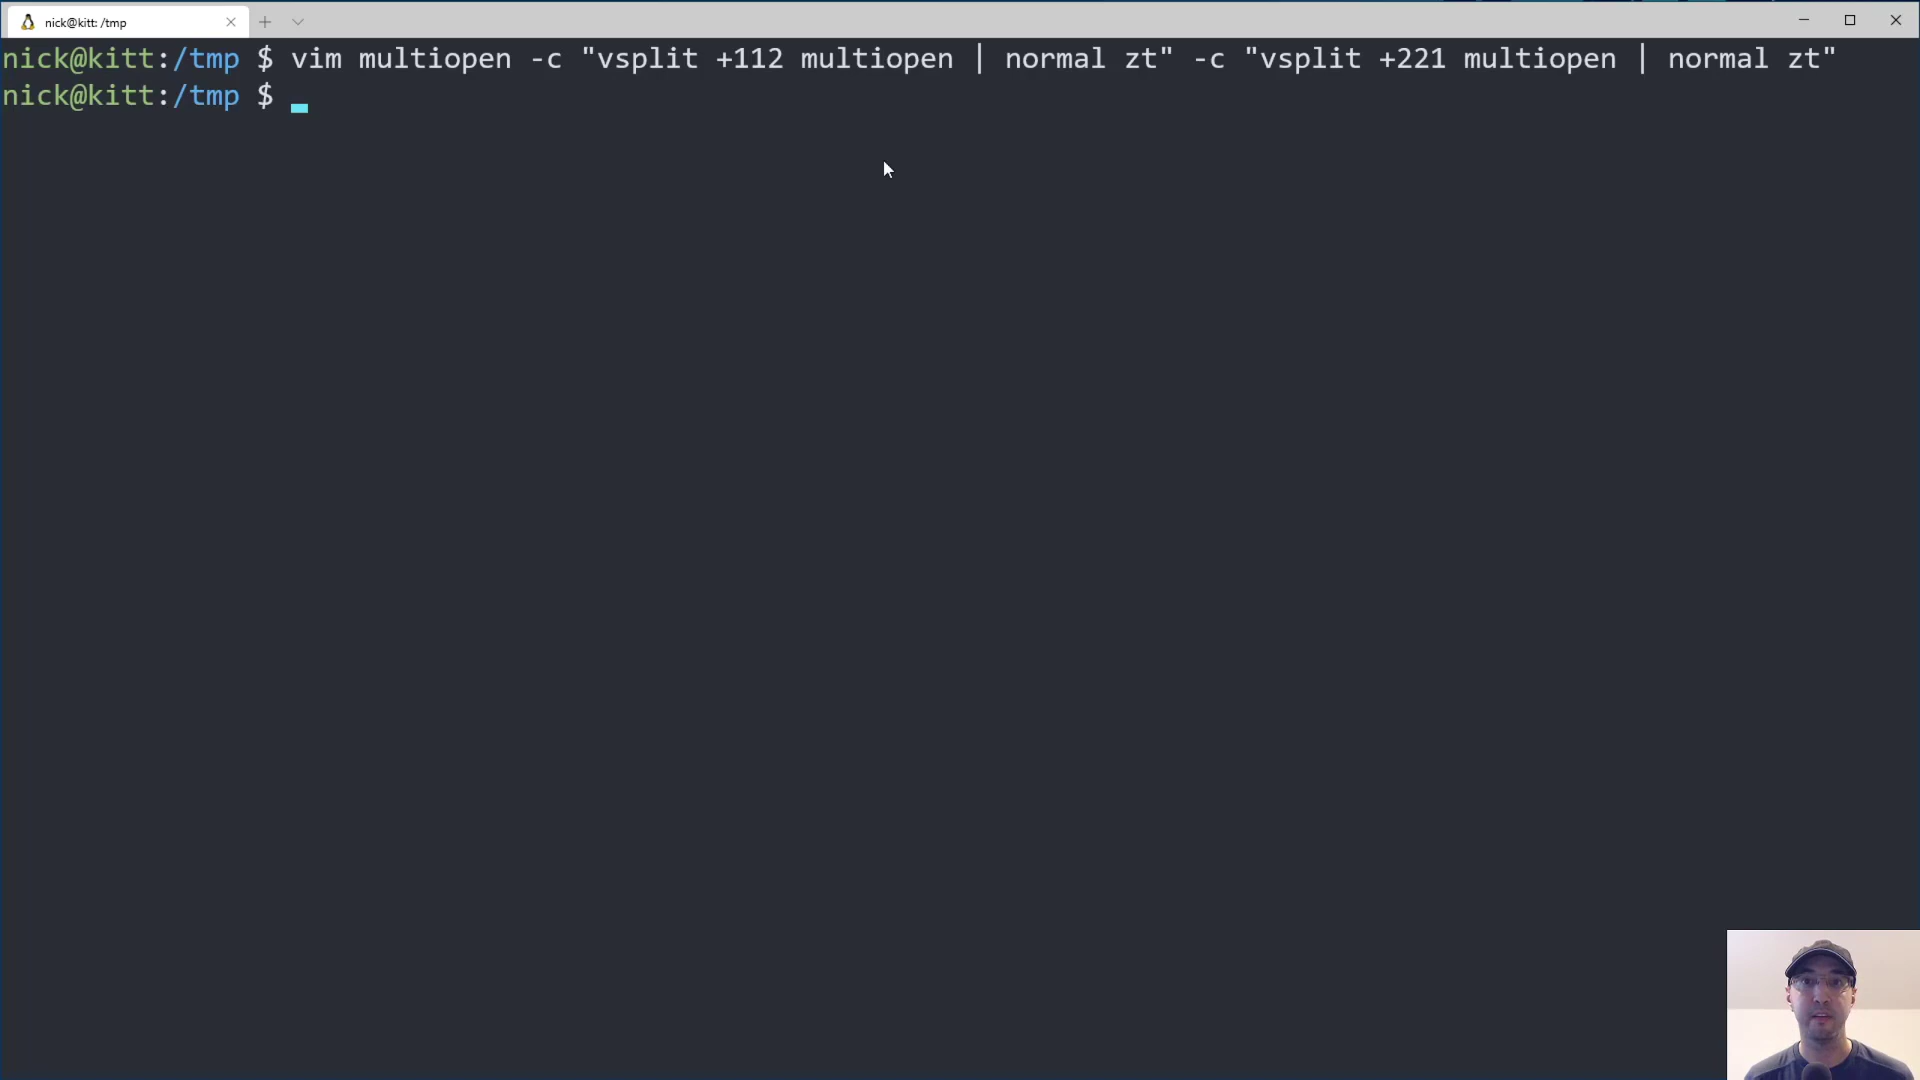 nick@kitt: /tmp
nick@kitt:/tmp $ vim multiopen -c "vsplit +112 multiopen | normal zt" -c "vsplit +221 multiopen | normal zt"
nick@kitt:/tmp $